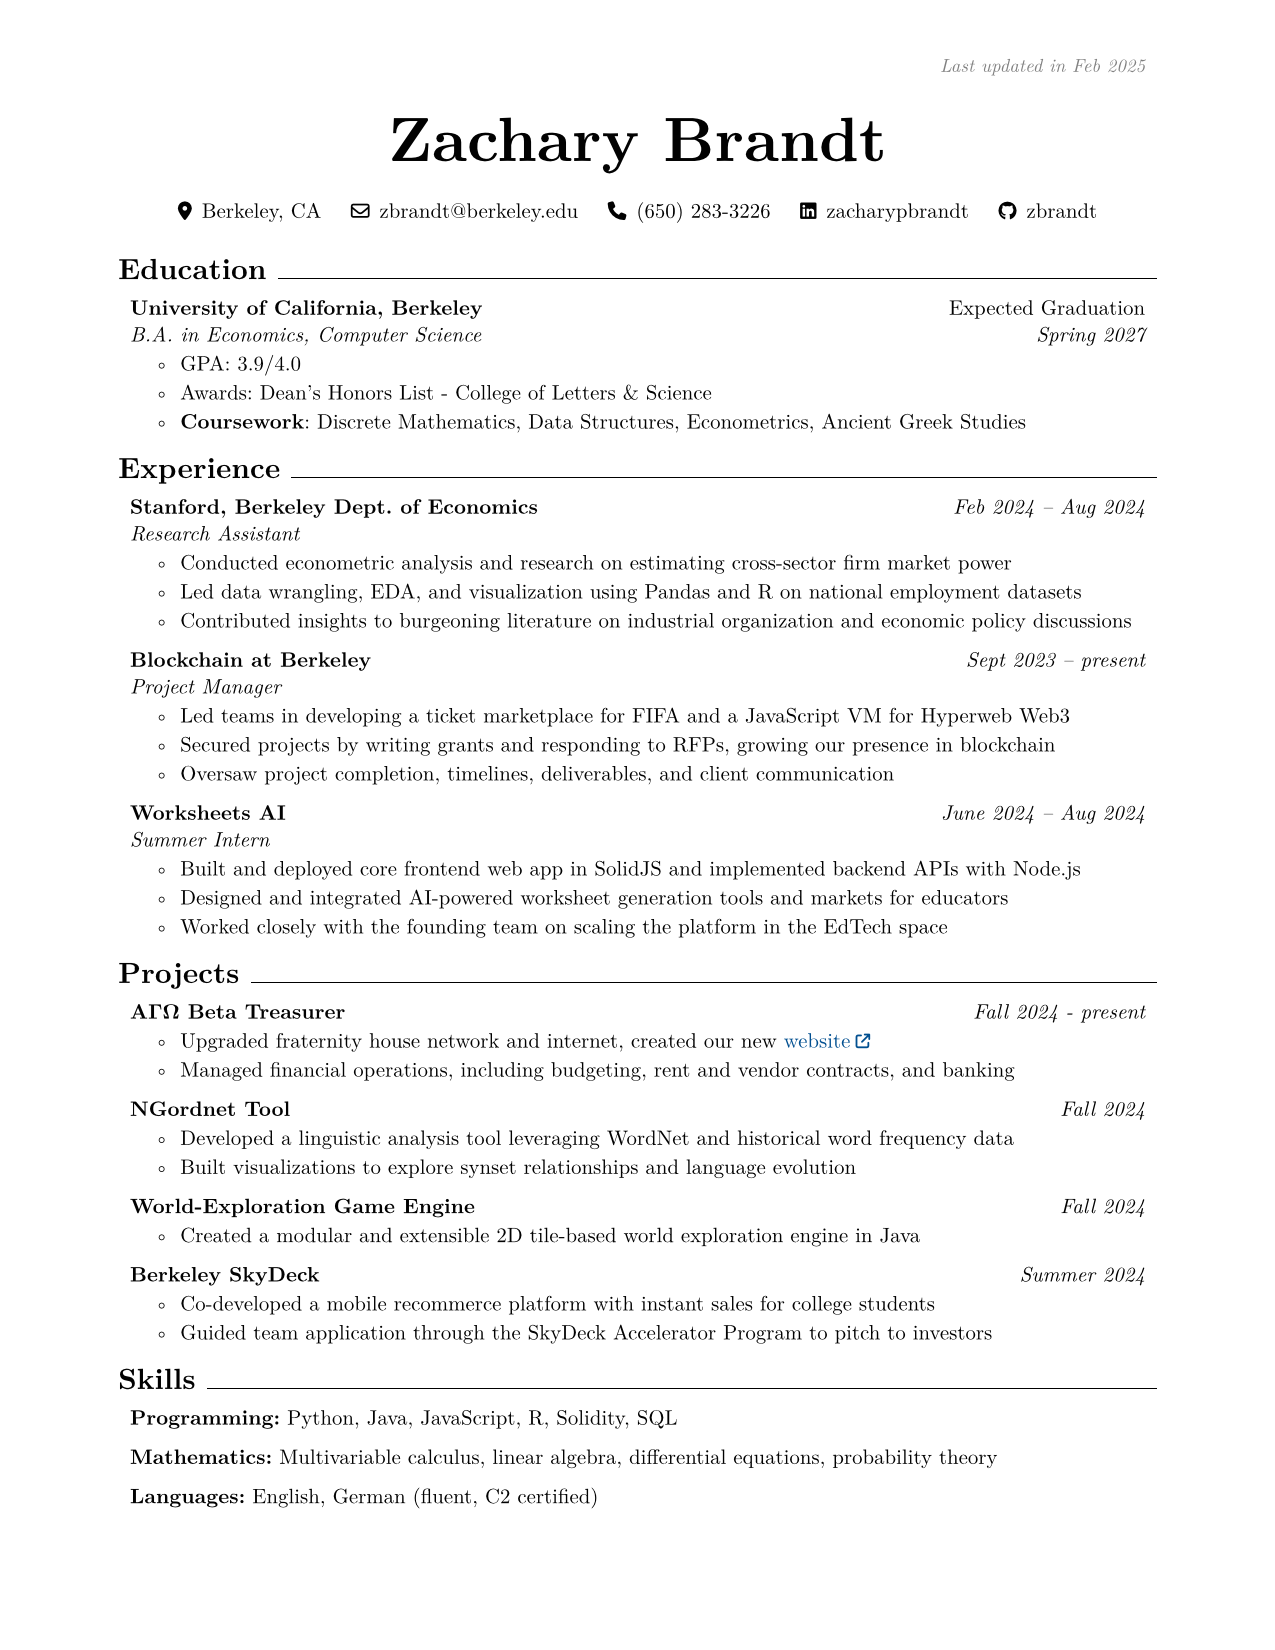 Last updated in Feb 2025
Zachary Brandt
Berkeley, CA zbrandt@berkeley.edu (650) 283-3226 zacharypbrandt zbrandt
Education
University of California, Berkeley Expected Graduation
B.A. in Economics, Computer Science Spring 2027
◦ GPA: 3.9/4.0
◦ Awards: Dean's Honors List - College of Letters & Science
◦ Coursework: Discrete Mathematics, Data Structures, Econometrics, Ancient Greek Studies
Experience
Stanford, Berkeley Dept. of Economics Feb 2024 – Aug 2024
Research Assistant
◦ Conducted econometric analysis and research on estimating cross-sector firm market power
◦ Led data wrangling, EDA, and visualization using Pandas and R on national employment datasets
◦ Contributed insights to burgeoning literature on industrial organization and economic policy discussions
Blockchain at Berkeley Sept 2023 – present
Project Manager
◦ Led teams in developing a ticket marketplace for FIFA and a JavaScript VM for Hyperweb Web3
◦ Secured projects by writing grants and responding to RFPs, growing our presence in blockchain
◦ Oversaw project completion, timelines, deliverables, and client communication
Worksheets AI June 2024 – Aug 2024
Summer Intern
◦ Built and deployed core frontend web app in SolidJS and implemented backend APIs with Node.js
◦ Designed and integrated AI-powered worksheet generation tools and markets for educators
◦ Worked closely with the founding team on scaling the platform in the EdTech space
Projects
ΑΓΩ Beta Treasurer Fall 2024 - present
◦ Upgraded fraternity house network and internet, created our new website
◦ Managed financial operations, including budgeting, rent and vendor contracts, and banking
NGordnet Tool Fall 2024
◦ Developed a linguistic analysis tool leveraging WordNet and historical word frequency data
◦ Built visualizations to explore synset relationships and language evolution
World-Exploration Game Engine Fall 2024
◦ Created a modular and extensible 2D tile-based world exploration engine in Java
Berkeley SkyDeck Summer 2024
◦ Co-developed a mobile recommerce platform with instant sales for college students
◦ Guided team application through the SkyDeck Accelerator Program to pitch to investors
Skills
Programming: Python, Java, JavaScript, R, Solidity, SQL
Mathematics: Multivariable calculus, linear algebra, differential equations, probability theory
Languages: English, German (fluent, C2 certified)